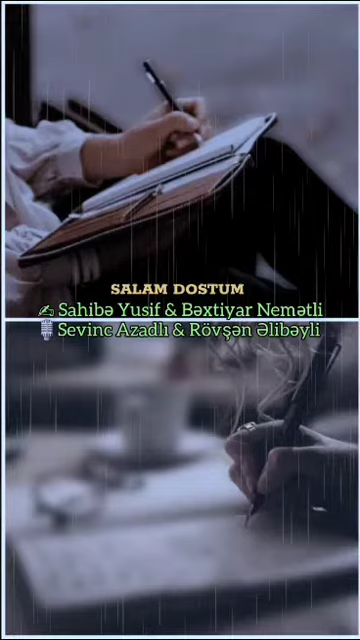 SALAM DOSTUM
✍️ Sahibə Yusif & Bəxtiyar Nemətli
🎙️ Sevinc Azadlı & Rövşən Əlibəyli